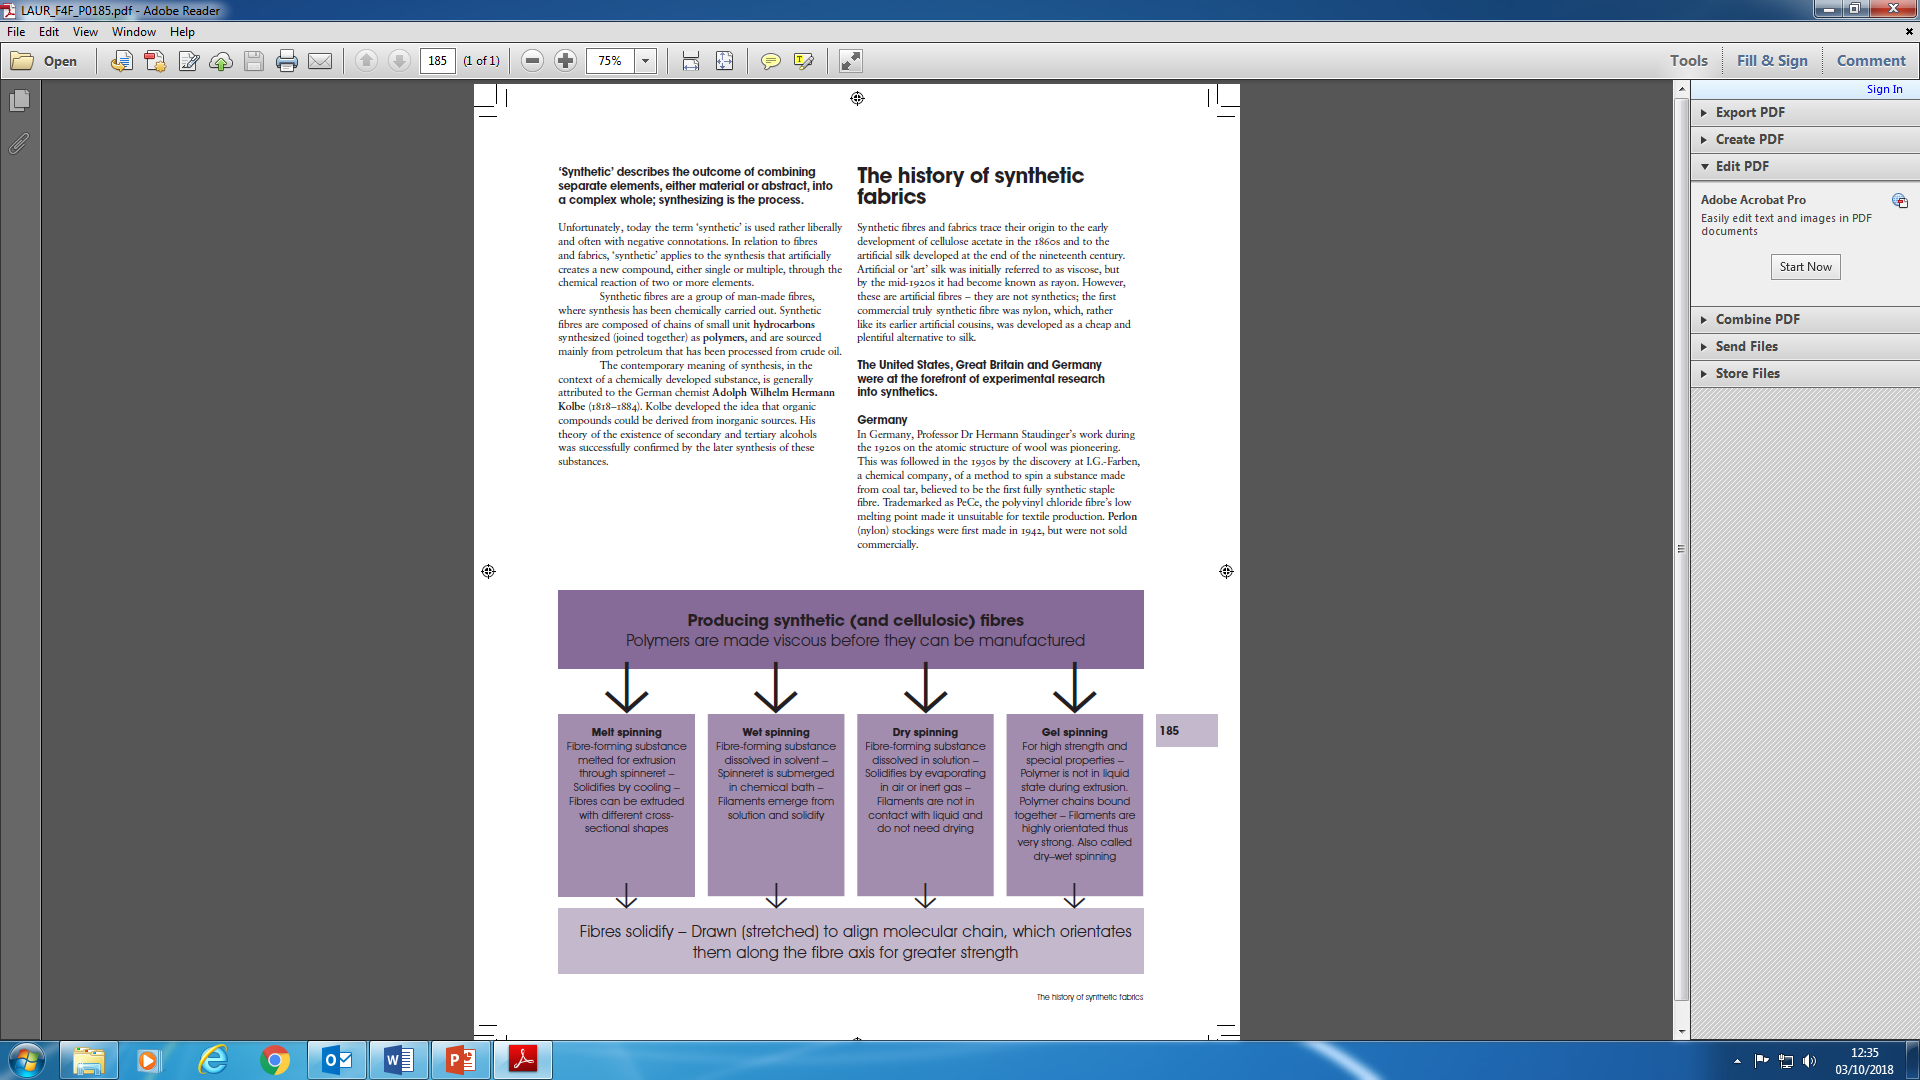 LAUR_F4F_P0185.pdf - Adobe Reader
File Edit View Window Help
Open 185 (1 of 1) 75% Tools Fill & Sign Comment
Sign In
Export PDF
Create PDF
Edit PDF
Adobe Acrobat Pro
Easily edit text and images in PDF
documents
Start Now
Combine PDF
Send Files
Store Files
‘Synthetic’ describes the outcome of combining
separate elements, either material or abstract, into
a complex whole; synthesizing is the process.
Unfortunately, today the term ‘synthetic’ is used rather liberally
and often with negative connotations. In relation to fibres
and fabrics, ‘synthetic’ applies to the synthesis that artificially
creates a new compound, either single or multiple, through the
chemical reaction of two or more elements.
Synthetic fibres are a group of man-made fibres,
where synthesis has been chemically carried out. Synthetic
fibres are composed of chains of small unit hydrocarbons
synthesized (joined together) as polymers, and are sourced
mainly from petroleum that has been processed from crude oil.
The contemporary meaning of synthesis, in the
context of a chemically developed substance, is generally
attributed to the German chemist Adolph Wilhelm Hermann
Kolbe (1818–1884). Kolbe developed the idea that organic
compounds could be derived from inorganic sources. His
theory of the existence of secondary and tertiary alcohols
was successfully confirmed by the later synthesis of these
substances.
The history of synthetic
fabrics
Synthetic fibres and fabrics trace their origin to the early
development of cellulose acetate in the 1860s and to the
artificial silk developed at the end of the nineteenth century.
Artificial or ‘art’ silk was initially referred to as viscose, but
by the mid-1920s it had become known as rayon. However,
these are artificial fibres – they are not synthetics; the first
commercial truly synthetic fibre was nylon, which, rather
like its earlier artificial cousins, was developed as a cheap and
plentiful alternative to silk.
The United States, Great Britain and Germany
were at the forefront of experimental research
into synthetics.
Germany
In Germany, Professor Dr Hermann Staudinger’s work during
the 1920s on the atomic structure of wool was pioneering.
This was followed in the 1930s by the discovery at I.G.-Farben,
a chemical company, of a method to spin a substance made
from coal tar, believed to be the first fully synthetic staple
fibre. Trademarked as PeCe, the polyvinyl chloride fibre’s low
melting point made it unsuitable for textile production. Perlon
(nylon) stockings were first made in 1942, but were not sold
commercially.
Producing synthetic (and cellulosic) fibres
Polymers are made viscous before they can be manufactured
Melt spinning
Fibre-forming substance
melted for extrusion
through spinneret –
Solidifies by cooling –
Fibres can be extruded
with different cross-
sectional shapes
Wet spinning
Fibre-forming substance
dissolved in solvent –
Spinneret is submerged
in chemical bath –
Filaments emerge from
solution and solidify
Dry spinning
Fibre-forming substance
dissolved in solution –
Solidifies by evaporating
in air or inert gas –
Filaments are not in
contact with liquid and
do not need drying
Gel spinning
For high strength and
special properties –
Polymer is not in liquid
state during extrusion.
Polymer chains bound
together – Filaments are
highly orientated thus
very strong. Also called
dry–wet spinning
185
Fibres solidify – Drawn (stretched) to align molecular chain, which orientates
them along the fibre axis for greater strength
The history of synthetic fabrics
12:35
03/10/2018